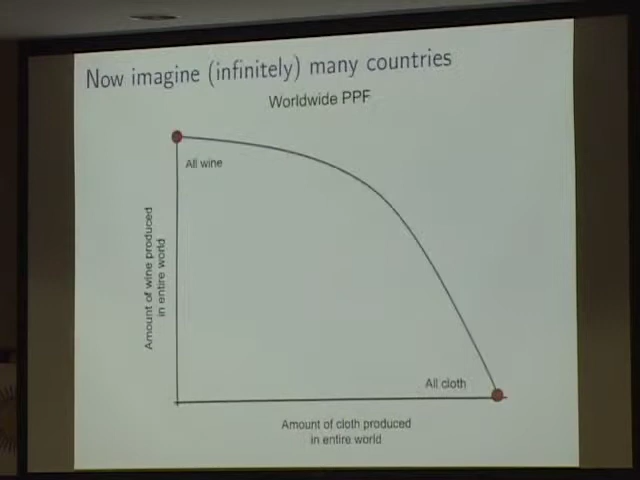 Now imagine (infinitely) many countries
Worldwide PPF
All wine
Amount of wine produced
in entire world
All cloth
Amount of cloth produced
in entire world